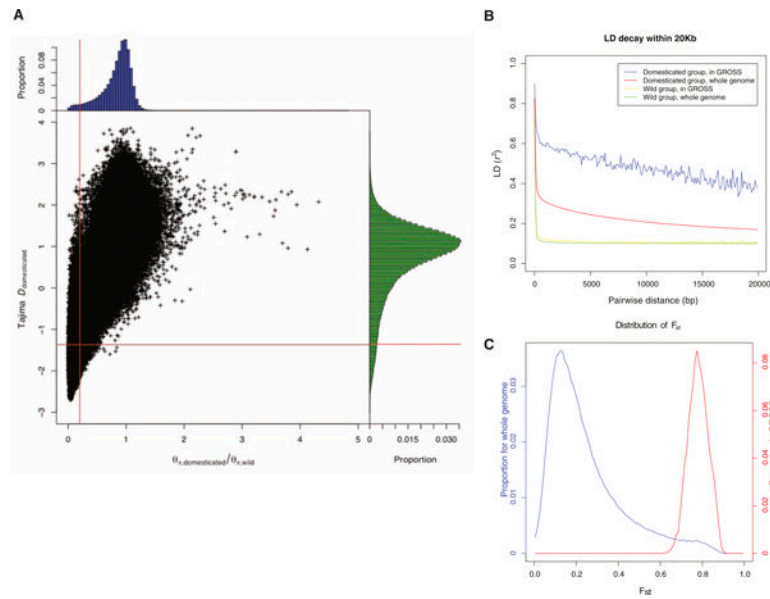 A
Proportion
0 0.04 0.08
Tajima D domesticated
−3 −2 −1 0 1 2 3 4
0 1 2 3 4 5
θπ,domesticated/θπ,wild
0 0.015 0.030
Proportion
B
LD decay within 20Kb
Domesticated group, in GROSS
Domesticated group, whole genome
Wild group, in GROSS
Wild group, whole genome
LD (r²)
0.0 0.2 0.4 0.6 0.8 1.0
0 5000 10000 15000 20000
Pairwise distance (bp)
Distribution of Fst
C
Proportion for whole genome
0 0.01 0.02 0.03
0 0.02 0.04 0.06 0.08
0.0 0.2 0.4 0.6 0.8 1.0
Fst